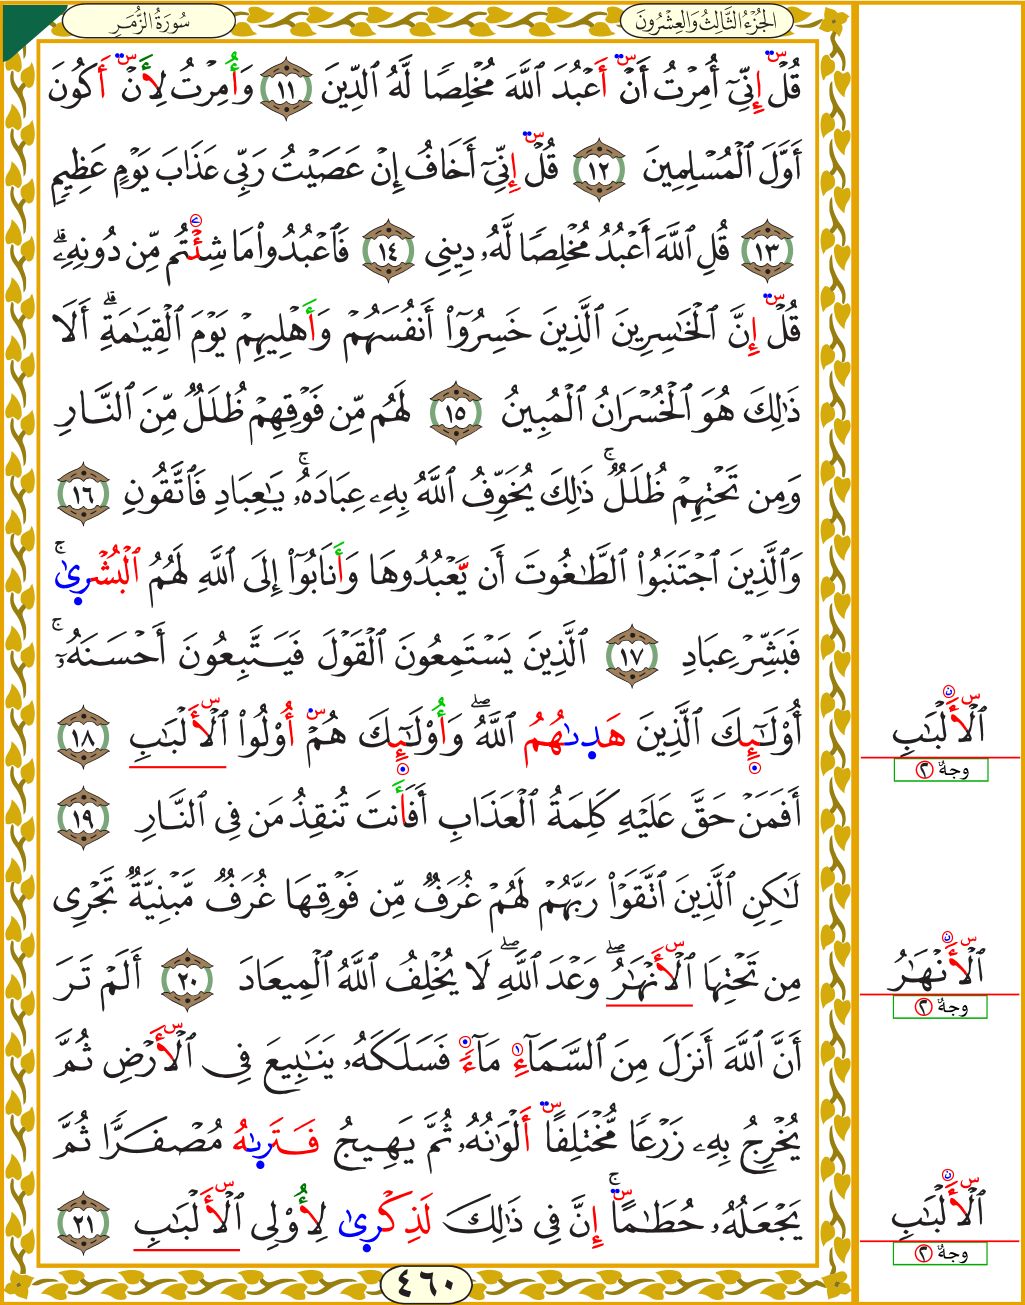 الجُزْءُ الثَّالِثُ وَالعِشْرُونَ
سُورَةُ الزُّمَر
قُلْ إِنِّيٓ أُمِرْتُ أَنْ أَعْبُدَ ٱللَّهَ مُخْلِصًا لَّهُ ٱلدِّينَ ١١ وَأُمِرْتُ لِأَنْ أَكُونَ
أَوَّلَ ٱلْمُسْلِمِينَ ١٢ قُلْ إِنِّيٓ أَخَافُ إِنْ عَصَيْتُ رَبِّي عَذَابَ يَوْمٍ عَظِيمٍ
١٣ قُلِ ٱللَّهَ أَعْبُدُ مُخْلِصًا لَّهُۥ دِينِي ١٤ فَٱعْبُدُوا۟ مَا شِئْتُم مِّن دُونِهِۦۗ
قُلْ إِنَّ ٱلْخَٰسِرِينَ ٱلَّذِينَ خَسِرُوٓا۟ أَنفُسَهُمْ وَأَهْلِيهِمْ يَوْمَ ٱلْقِيَٰمَةِۗ أَلَا
ذَٰلِكَ هُوَ ٱلْخُسْرَانُ ٱلْمُبِينُ ١٥ لَهُم مِّن فَوْقِهِمْ ظُلَلٌ مِّنَ ٱلنَّارِ
وَمِن تَحْتِهِمْ ظُلَلٌۚ ذَٰلِكَ يُخَوِّفُ ٱللَّهُ بِهِۦ عِبَادَهُۥۚ يَٰعِبَادِ فَٱتَّقُونِ ١٦
وَٱلَّذِينَ ٱجْتَنَبُوا۟ ٱلطَّٰغُوتَ أَن يَعْبُدُوهَا وَأَنَابُوٓا۟ إِلَى ٱللَّهِ لَهُمُ ٱلْبُشْرَىٰۚ
فَبَشِّرْ عِبَادِ ١٧ ٱلَّذِينَ يَسْتَمِعُونَ ٱلْقَوْلَ فَيَتَّبِعُونَ أَحْسَنَهُۥٓۚ
أُو۟لَٰٓئِكَ ٱلَّذِينَ هَدَىٰهُمُ ٱللَّهُۖ وَأُو۟لَٰٓئِكَ هُمْ أُو۟لُوا۟ ٱلْأَلْبَٰبِ ١٨
أَفَمَنْ حَقَّ عَلَيْهِ كَلِمَةُ ٱلْعَذَابِ أَفَأَنتَ تُنقِذُ مَن فِي ٱلنَّارِ ١٩
لَٰكِنِ ٱلَّذِينَ ٱتَّقَوْا۟ رَبَّهُمْ لَهُمْ غُرَفٌ مِّن فَوْقِهَا غُرَفٌ مَّبْنِيَّةٌ تَجْرِي
مِن تَحْتِهَا ٱلْأَنْهَٰرُۖ وَعْدَ ٱللَّهِۖ لَا يُخْلِفُ ٱللَّهُ ٱلْمِيعَادَ ٢٠ أَلَمْ تَرَ
أَنَّ ٱللَّهَ أَنزَلَ مِنَ ٱلسَّمَآءِ مَآءً فَسَلَكَهُۥ يَنَٰبِيعَ فِي ٱلْأَرْضِ ثُمَّ
يُخْرِجُ بِهِۦ زَرْعًا مُّخْتَلِفًا أَلْوَٰنُهُۥ ثُمَّ يَهِيجُ فَتَرَىٰهُ مُصْفَرًّا ثُمَّ
يَجْعَلُهُۥ حُطَٰمًاۚ إِنَّ فِي ذَٰلِكَ لَذِكْرَىٰ لِأُو۟لِي ٱلْأَلْبَٰبِ ٢١
ٱلْأَلْبَٰبِ
وجهٌ ٢
ٱلْأَنْهَٰرُ
وجهٌ ٢
ٱلْأَلْبَٰبِ
وجهٌ ٢
٤٦٠